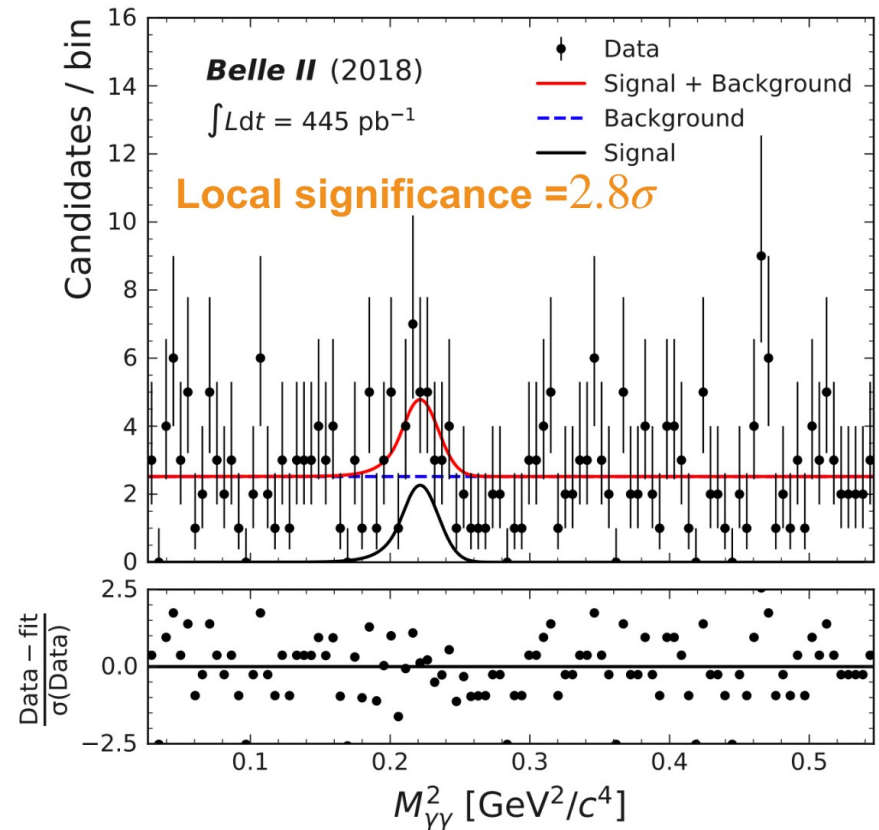 16
14
12
10
8
6
4
2
0
Candidates / bin
Belle II (2018)
∫Ldt = 445 pb⁻¹
Data
Signal + Background
Background
Signal
Local significance =2.8σ
2.5
0.0
−2.5
Data − fit
σ(Data)
0.1 0.2 0.3 0.4 0.5
M²γγ [GeV²/c⁴]